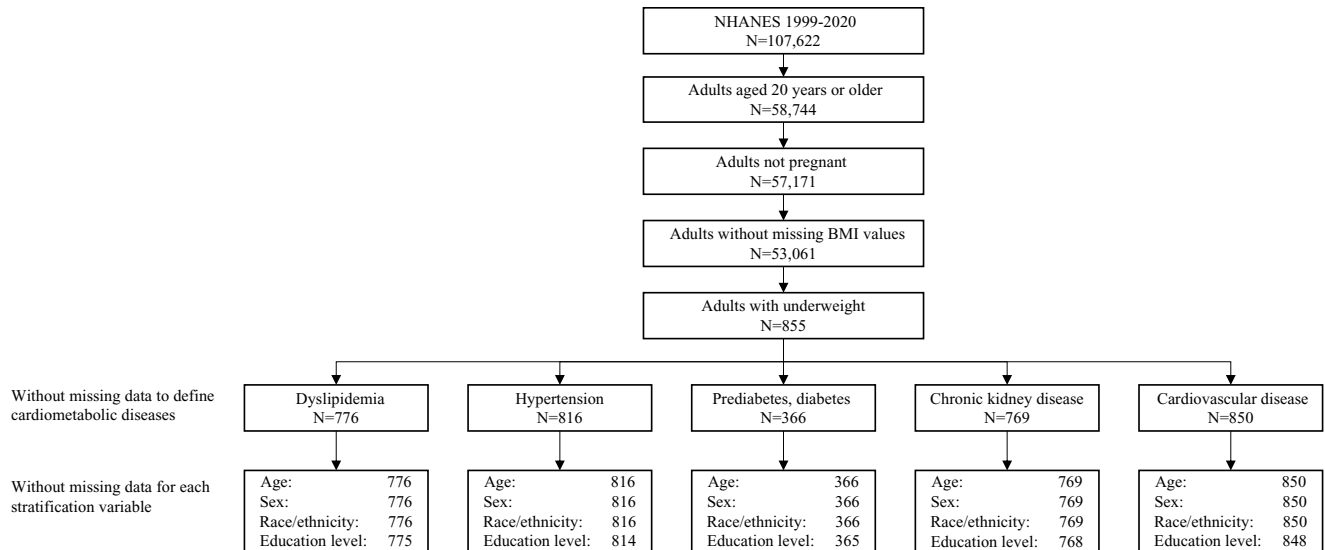 NHANES 1999-2020
N=107,622
Adults aged 20 years or older
N=58,744
Adults not pregnant
N=57,171
Adults without missing BMI values
N=53,061
Adults with underweight
N=855
Without missing data to define
cardiometabolic diseases
Dyslipidemia
N=776
Hypertension
N=816
Prediabetes, diabetes
N=366
Chronic kidney disease
N=769
Cardiovascular disease
N=850
Without missing data for each
stratification variable
Age: 776
Sex: 776
Race/ethnicity: 776
Education level: 775
Age: 816
Sex: 816
Race/ethnicity: 816
Education level: 814
Age: 366
Sex: 366
Race/ethnicity: 366
Education level: 365
Age: 769
Sex: 769
Race/ethnicity: 769
Education level: 768
Age: 850
Sex: 850
Race/ethnicity: 850
Education level: 848